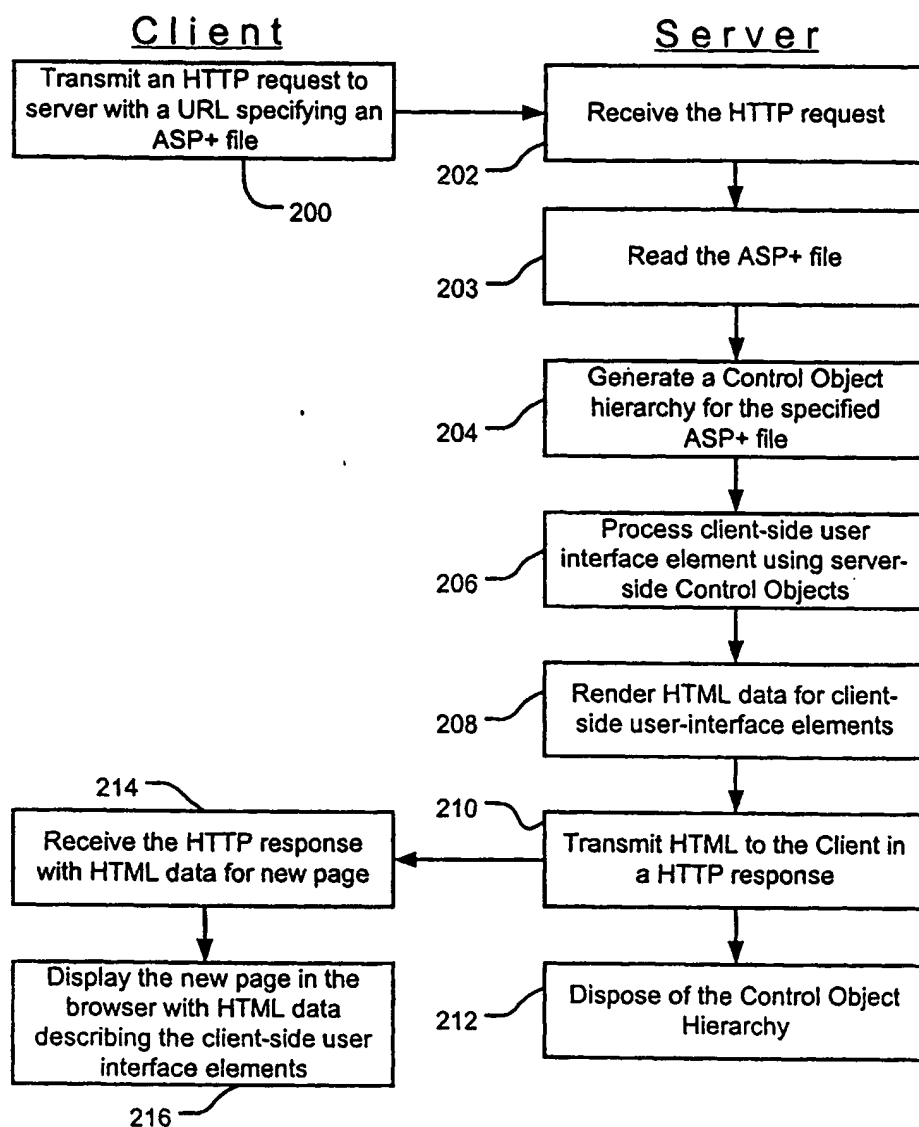 Client
Server
Transmit an HTTP request to
server with a URL specifying an
ASP+ file
200
Receive the HTTP request
202
Read the ASP+ file
203
Generate a Control Object
hierarchy for the specified
ASP+ file
204
Process client-side user
interface element using server-
side Control Objects
206
Render HTML data for client-
side user-interface elements
208
210
Transmit HTML to the Client in
a HTTP response
214
Receive the HTTP response
with HTML data for new page
Display the new page in the
browser with HTML data
describing the client-side user
interface elements
216
Dispose of the Control Object
Hierarchy
212